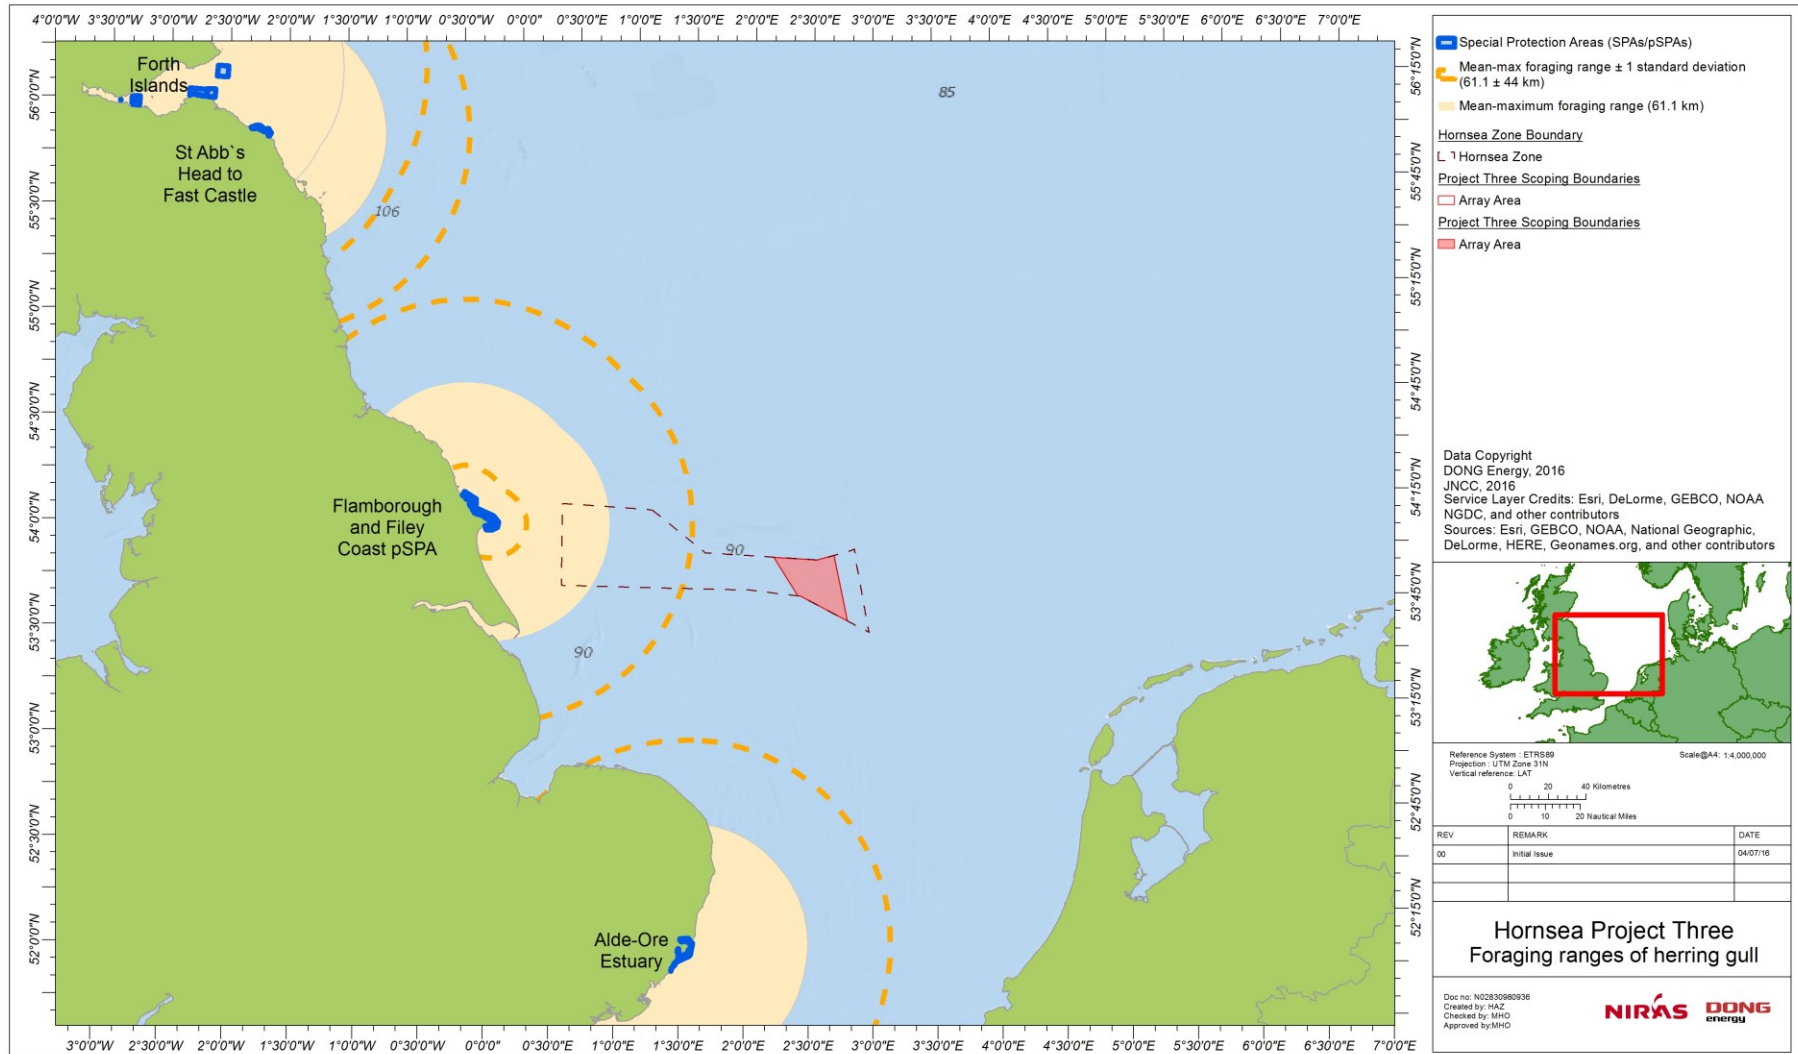 4°0'0"W 3°30'0"W 3°0'0"W 2°30'0"W 2°0'0"W 1°30'0"W 1°0'0"W 0°30'0"W 0°0'0" 0°30'0"E 1°0'0"E 1°30'0"E 2°0'0"E 2°30'0"E 3°0'0"E 3°30'0"E 4°0'0"E 4°30'0"E 5°0'0"E 5°30'0"E 6°0'0"E 6°30'0"E 7°0'0"E
56°0'0"N
55°30'0"N
55°0'0"N
54°30'0"N
54°0'0"N
53°30'0"N
53°0'0"N
52°30'0"N
52°0'0"N
Forth
Islands
St Abb`s
Head to
Fast Castle
85
106
Flamborough
and Filey
Coast pSPA
90
90
Alde-Ore
Estuary
56°15'0"N
55°45'0"N
55°15'0"N
54°45'0"N
54°15'0"N
53°45'0"N
53°15'0"N
52°45'0"N
52°15'0"N
3°0'0"W 2°30'0"W 2°0'0"W 1°30'0"W 1°0'0"W 0°30'0"W 0°0'0" 0°30'0"E 1°0'0"E 1°30'0"E 2°0'0"E 2°30'0"E 3°0'0"E 3°30'0"E 4°0'0"E 4°30'0"E 5°0'0"E 5°30'0"E 6°0'0"E 6°30'0"E 7°0'0"E
Special Protection Areas (SPAs/pSPAs)
Mean-max foraging range ± 1 standard deviation
(61.1 ± 44 km)
Mean-maximum foraging range (61.1 km)
Hornsea Zone Boundary
Hornsea Zone
Project Three Scoping Boundaries
Array Area
Project Three Scoping Boundaries
Array Area
Data Copyright
DONG Energy, 2016
JNCC, 2016
Service Layer Credits: Esri, DeLorme, GEBCO, NOAA
NGDC, and other contributors
Sources: Esri, GEBCO, NOAA, National Geographic,
DeLorme, HERE, Geonames.org, and other contributors
Reference System : ETRS89 Scale@A4: 1:4,000,000
Projection : UTM Zone 31N
Vertical reference: LAT
0 20 40 Kilometres
0 10 20 Nautical Miles
REV REMARK DATE
00 Initial Issue 04/07/16
Hornsea Project Three
Foraging ranges of herring gull
Doc no: N02830980936
Created by: HAZ
Checked by: MHO
Approved by:MHO
NIRAS DONG
energy